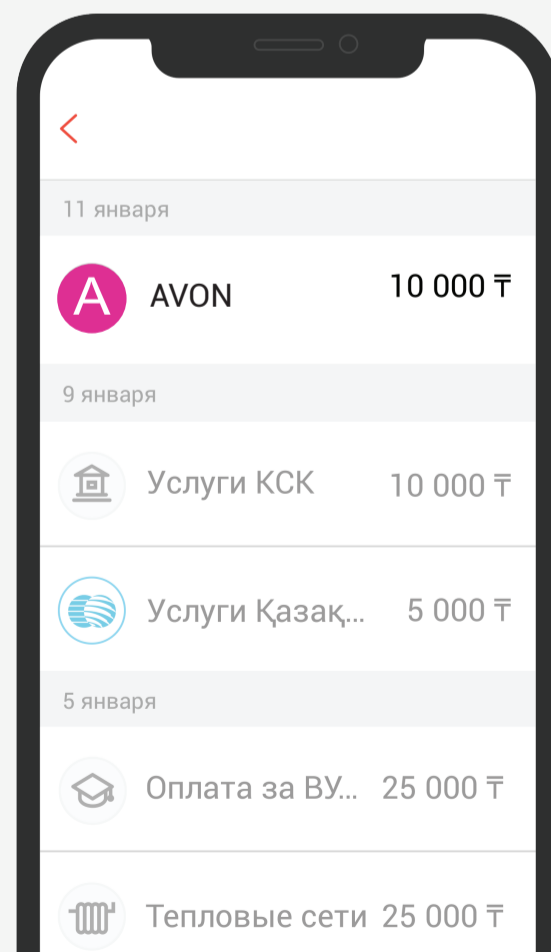 11 января
A AVON 10 000 ₸
9 января
Услуги КСК 10 000 ₸
Услуги Қазақ... 5 000 ₸
5 января
Оплата за ВУ... 25 000 ₸
Тепловые сети 25 000 ₸